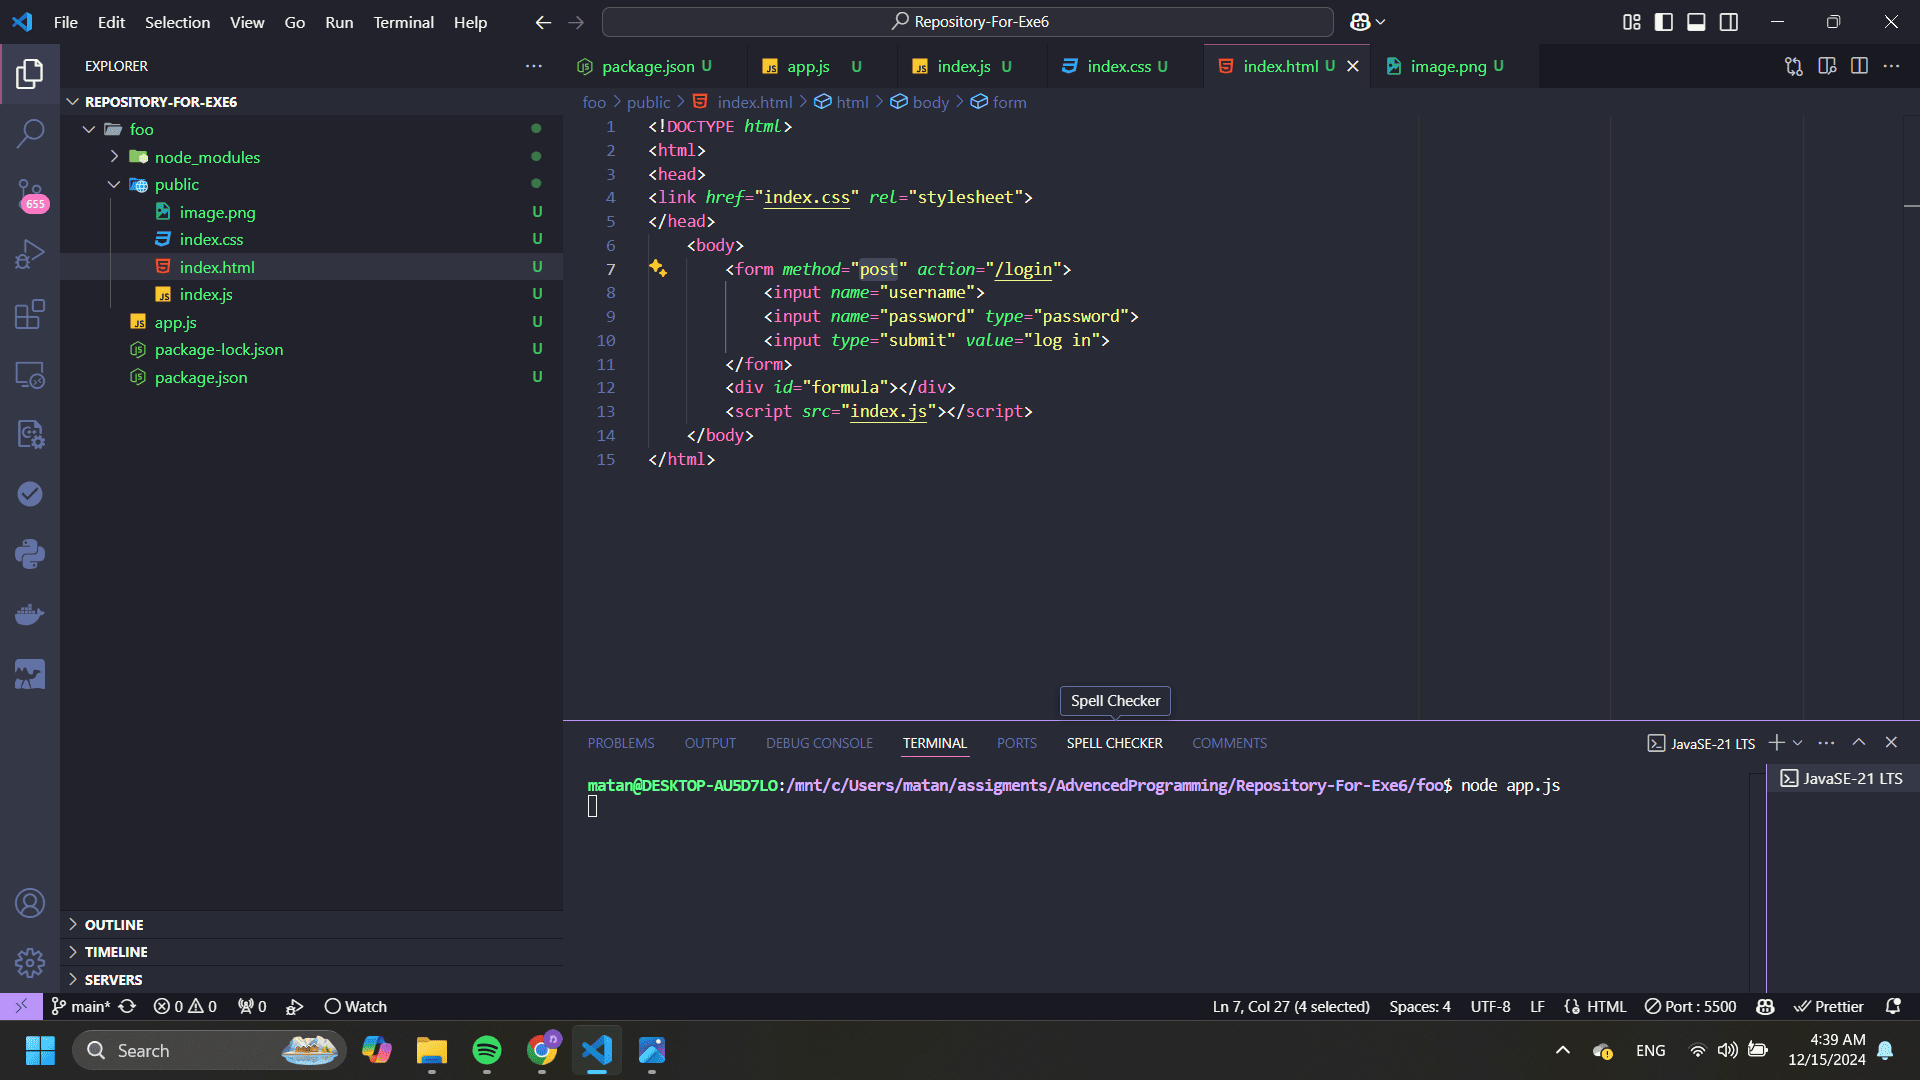 File Edit Selection View Go Run Terminal Help
Repository-For-Exe6
EXPLORER
REPOSITORY-FOR-EXE6
foo
node_modules
public
image.png U
index.css U
index.html U
index.js U
app.js U
package-lock.json U
package.json U
OUTLINE
TIMELINE
SERVERS
655
package.json U app.js U index.js U index.css U index.html U image.png U
foo > public > index.html > html > body > form
1 <!DOCTYPE html>
2 <html>
3 <head>
4 <link href="index.css" rel="stylesheet">
5 </head>
6 <body>
7 <form method="post" action="/login">
8 <input name="username">
9 <input name="password" type="password">
10 <input type="submit" value="log in">
11 </form>
12 <div id="formula"></div>
13 <script src="index.js"></script>
14 </body>
15 </html>
Spell Checker
PROBLEMS OUTPUT DEBUG CONSOLE TERMINAL PORTS SPELL CHECKER COMMENTS
JavaSE-21 LTS
matan@DESKTOP-AU5D7LO:/mnt/c/Users/matan/assigments/AdvencedProgramming/Repository-For-Exe6/foo$ node app.js
JavaSE-21 LTS
main* 0 0 0 Watch
Ln 7, Col 27 (4 selected) Spaces: 4 UTF-8 LF HTML Port : 5500 Prettier
Search
ENG
4:39 AM
12/15/2024